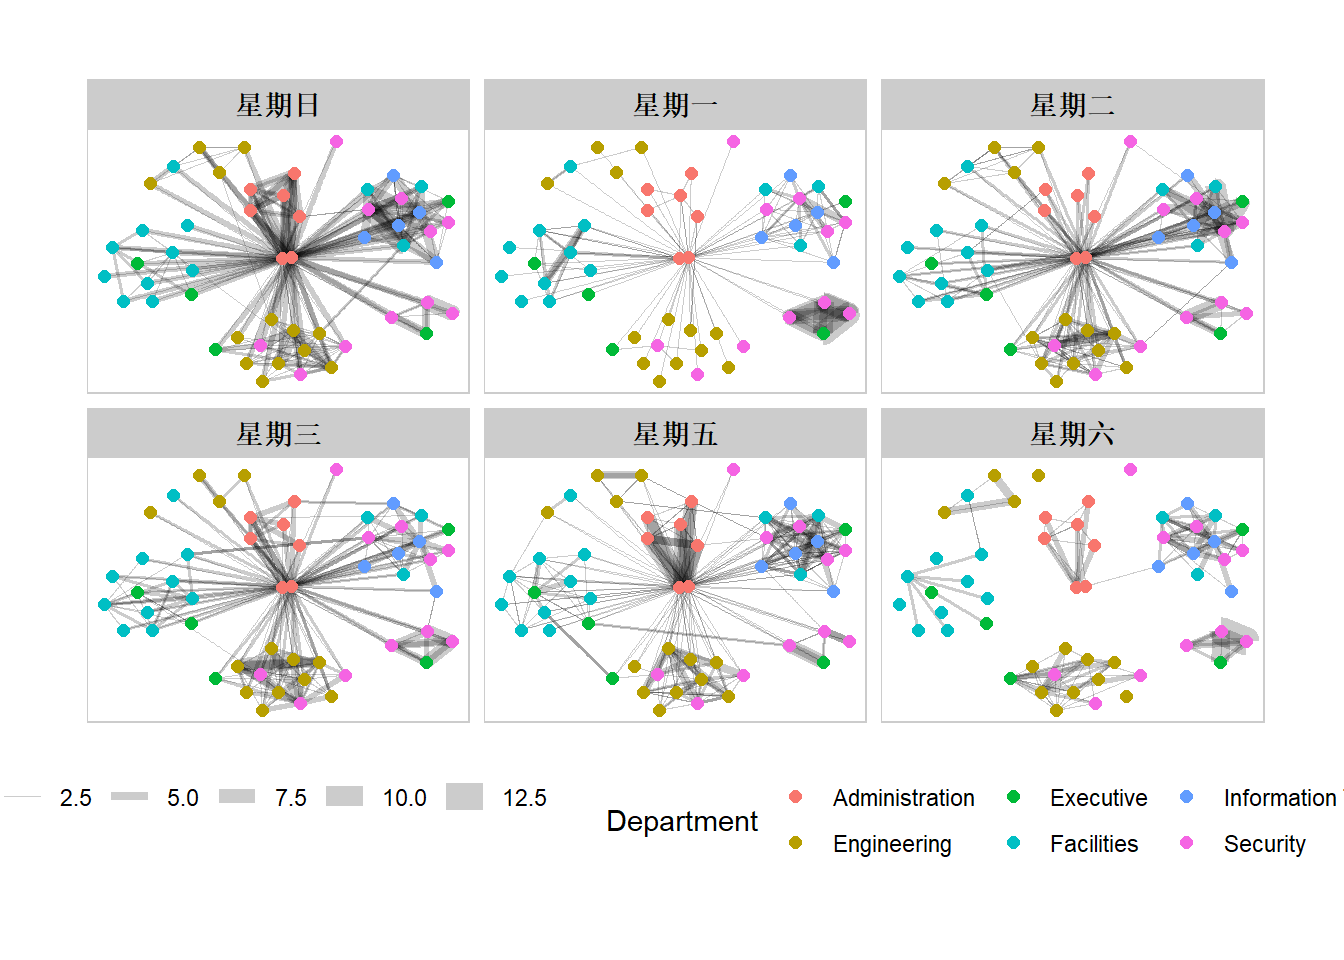 星期日 星期一 星期二
星期三 星期五 星期六
2.5 5.0 7.5 10.0 12.5
Department
Administration Executive Information
Engineering Facilities Security